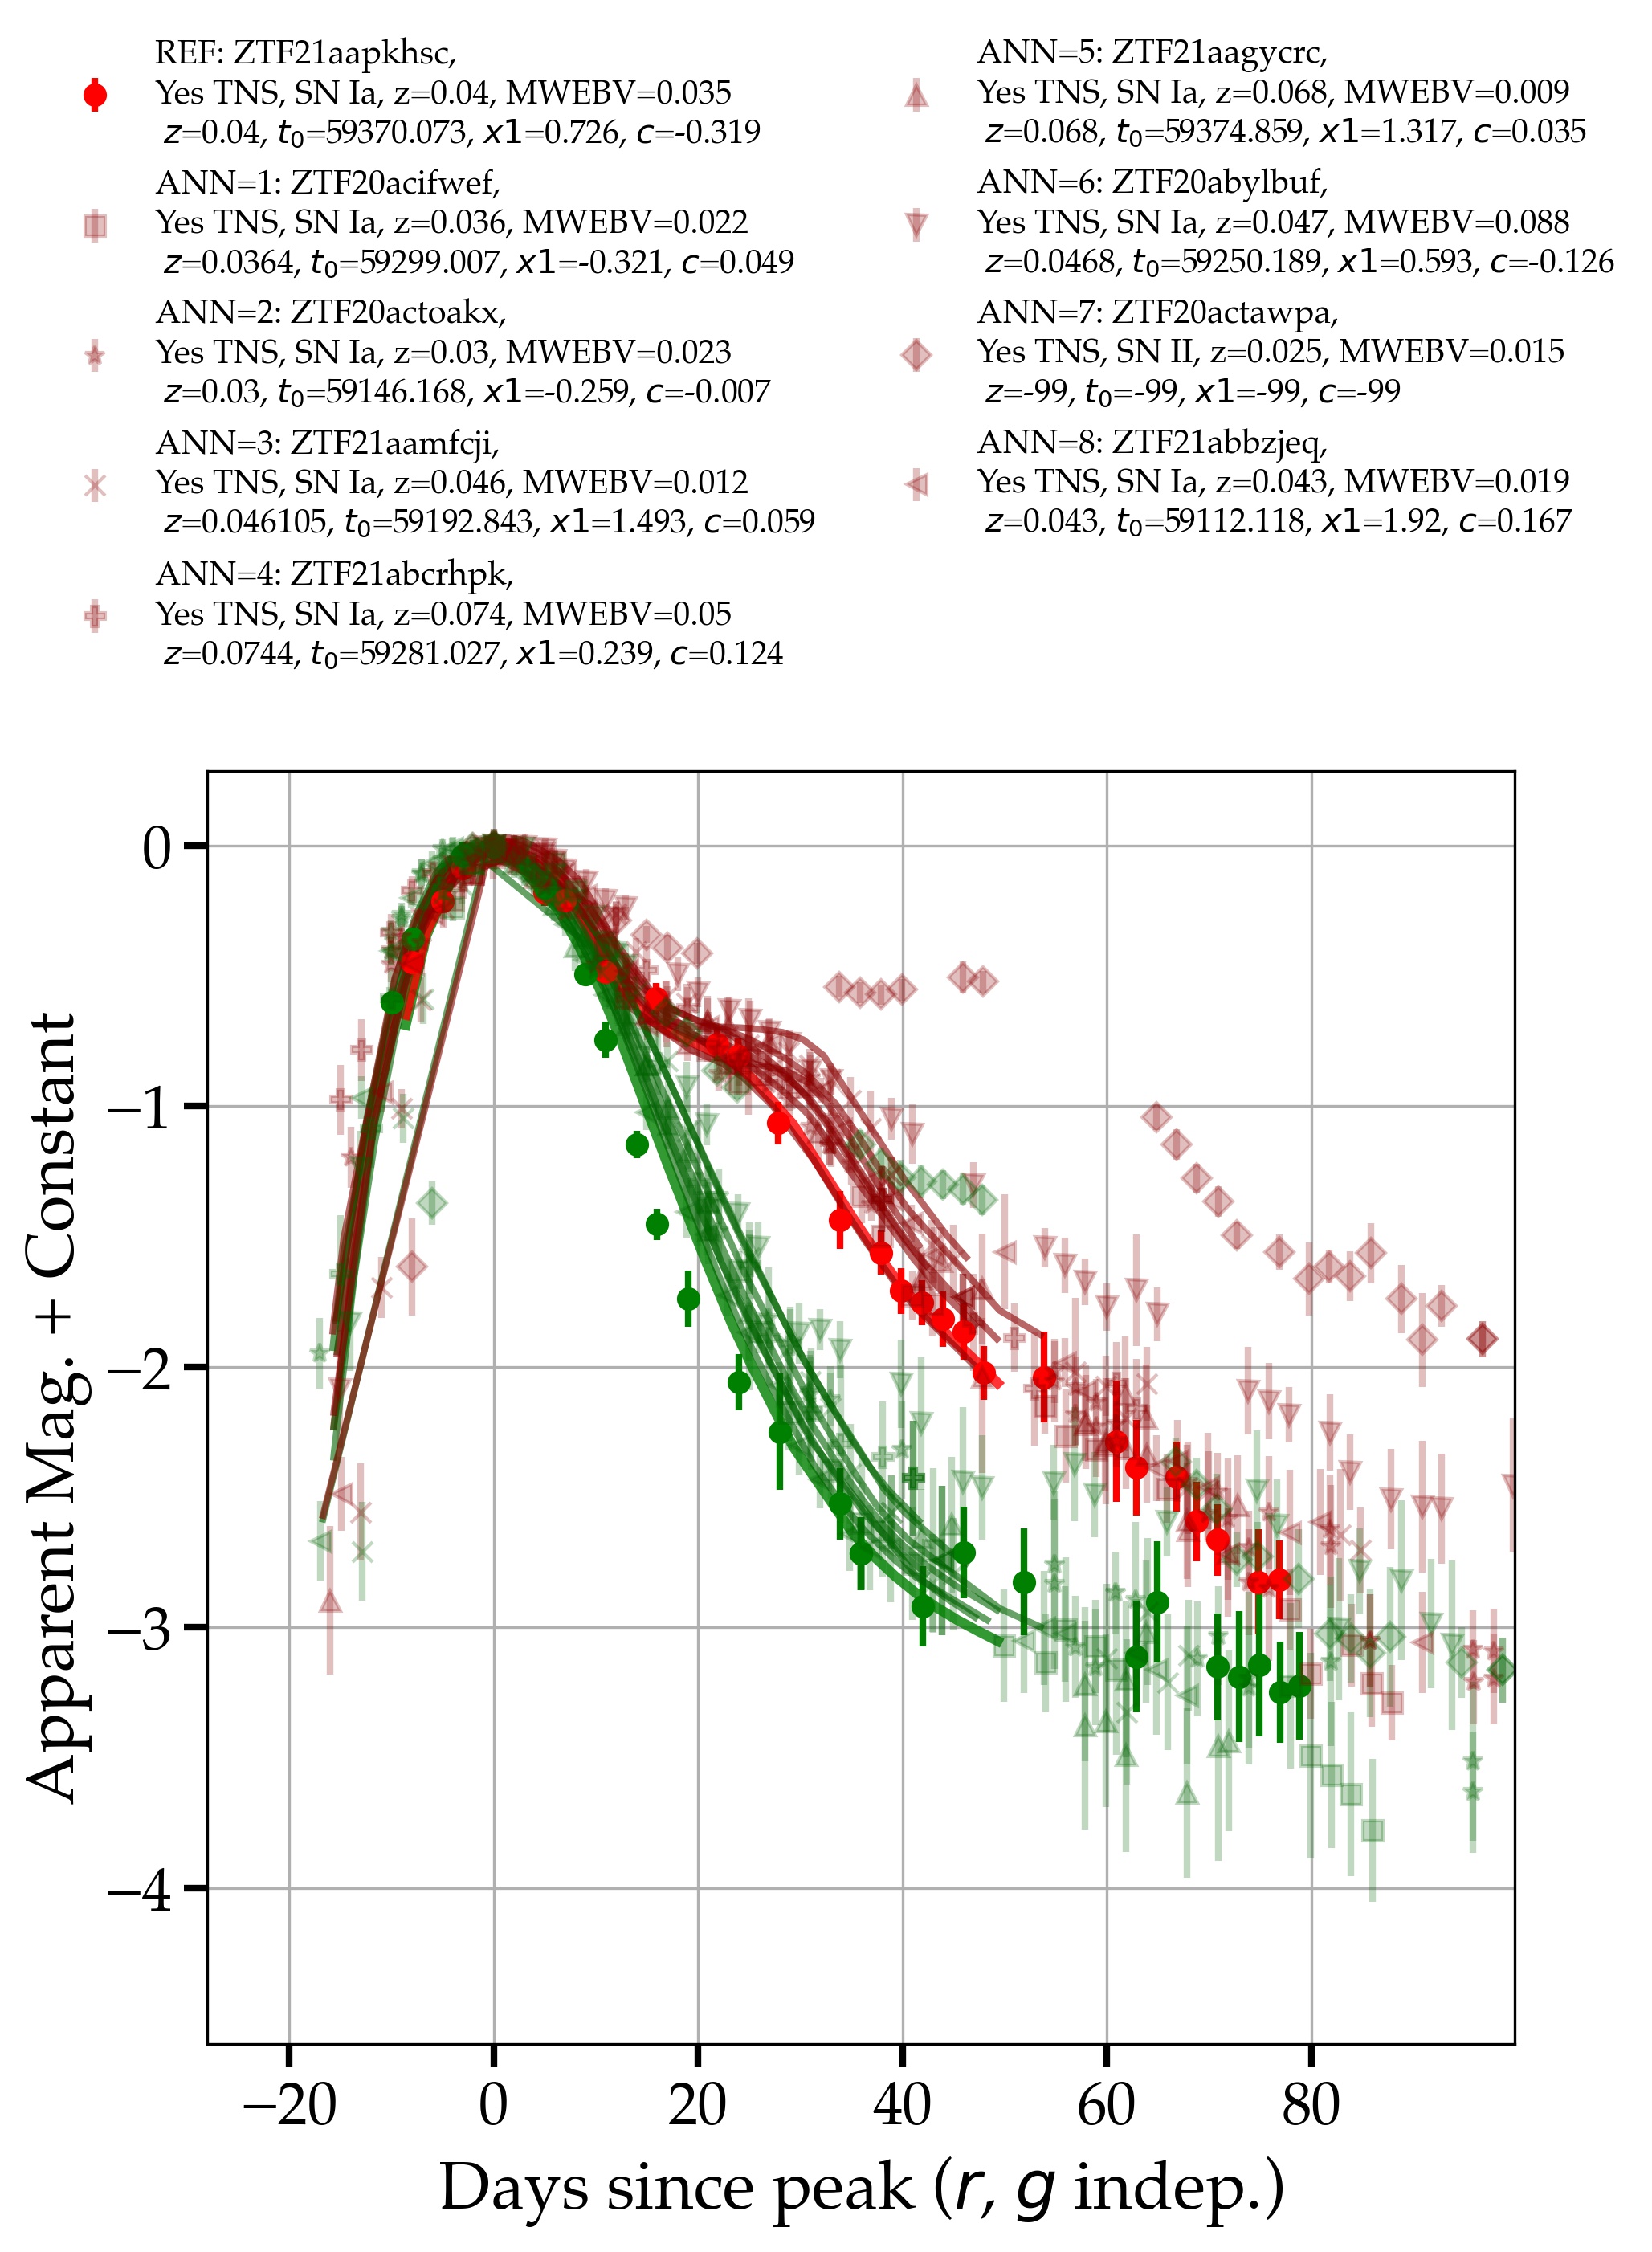 REF: ZTF21aapkhsc,
Yes TNS, SN Ia, z=0.04, MWEBV=0.035
z=0.04, t₀=59370.073, x1=0.726, c=-0.319
ANN=1: ZTF20acifwef,
Yes TNS, SN Ia, z=0.036, MWEBV=0.022
z=0.0364, t₀=59299.007, x1=-0.321, c=0.049
ANN=2: ZTF20actoakx,
Yes TNS, SN Ia, z=0.03, MWEBV=0.023
z=0.03, t₀=59146.168, x1=-0.259, c=-0.007
ANN=3: ZTF21aamfcji,
Yes TNS, SN Ia, z=0.046, MWEBV=0.012
z=0.046105, t₀=59192.843, x1=1.493, c=0.059
ANN=4: ZTF21abcrhpk,
Yes TNS, SN Ia, z=0.074, MWEBV=0.05
z=0.0744, t₀=59281.027, x1=0.239, c=0.124
ANN=5: ZTF21aagycrc,
Yes TNS, SN Ia, z=0.068, MWEBV=0.009
z=0.068, t₀=59374.859, x1=1.317, c=0.035
ANN=6: ZTF20abylbuf,
Yes TNS, SN Ia, z=0.047, MWEBV=0.088
z=0.0468, t₀=59250.189, x1=0.593, c=-0.126
ANN=7: ZTF20actawpa,
Yes TNS, SN II, z=0.025, MWEBV=0.015
z=-99, t₀=-99, x1=-99, c=-99
ANN=8: ZTF21abbzjeq,
Yes TNS, SN Ia, z=0.043, MWEBV=0.019
z=0.043, t₀=59112.118, x1=1.92, c=0.167
Apparent Mag. + Constant
0
−1
−2
−3
−4
−20
0
20
40
60
80
Days since peak (r, g indep.)